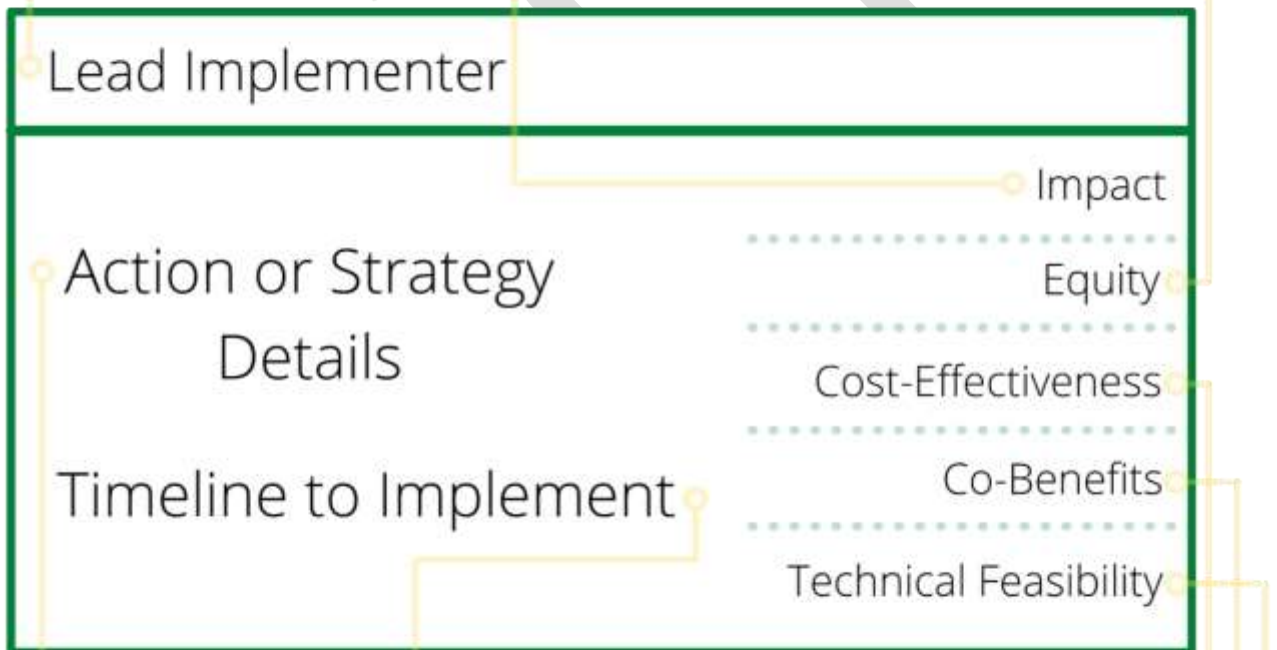 Lead Implementer
Impact
Action or Strategy
Details
Equity
Cost-Effectiveness
Timeline to Implement
Co-Benefits
Technical Feasibility